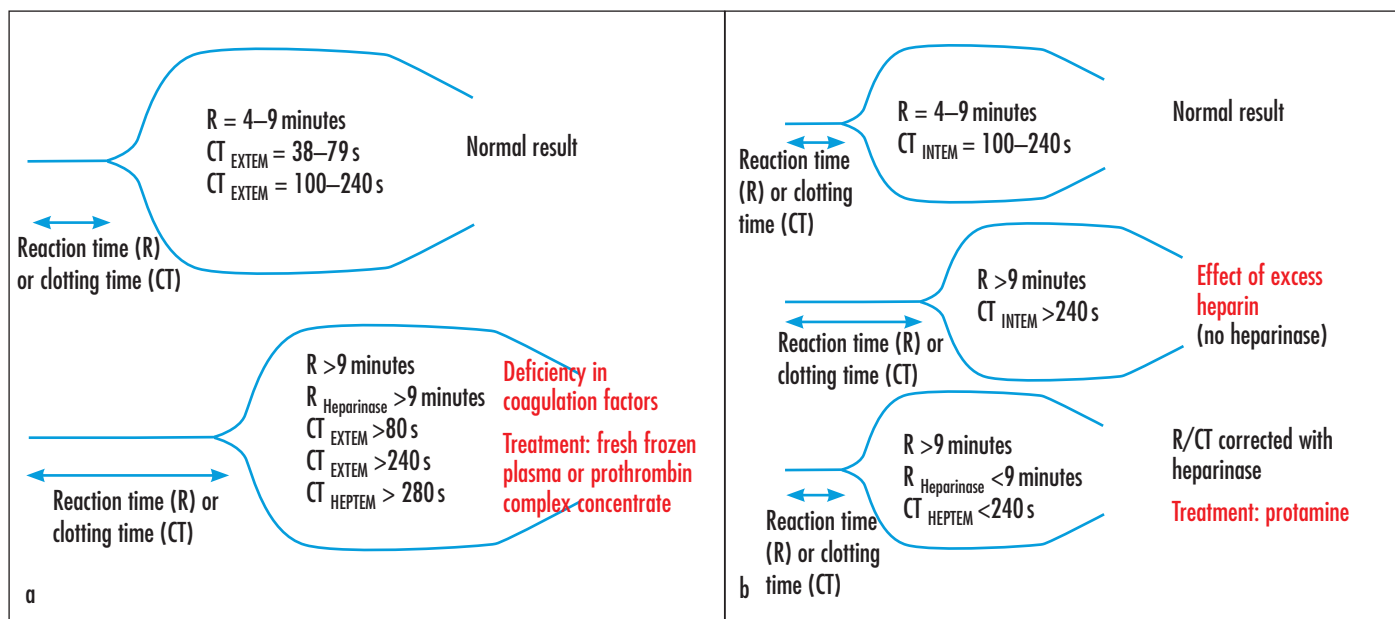 R = 4–9 minutes
CT EXTEM = 38–79 s
CT EXTEM = 100–240 s
Normal result
Reaction time (R)
or clotting time (CT)
R >9 minutes
R Heparinase >9 minutes
CT EXTEM >80 s
CT EXTEM >240 s
CT HEPTEM > 280 s
Deficiency in
coagulation factors
Treatment: fresh frozen
plasma or prothrombin
complex concentrate
Reaction time (R) or
clotting time (CT)
a
R = 4–9 minutes
CT INTEM = 100–240 s
Normal result
Reaction time
(R) or clotting
time (CT)
R >9 minutes
CT INTEM >240 s
Effect of excess
heparin
(no heparinase)
Reaction time (R) or
clotting time (CT)
R >9 minutes
R Heparinase <9 minutes
CT HEPTEM <240 s
R/CT corrected with
heparinase
Treatment: protamine
Reaction time
(R) or clotting
time (CT)
b